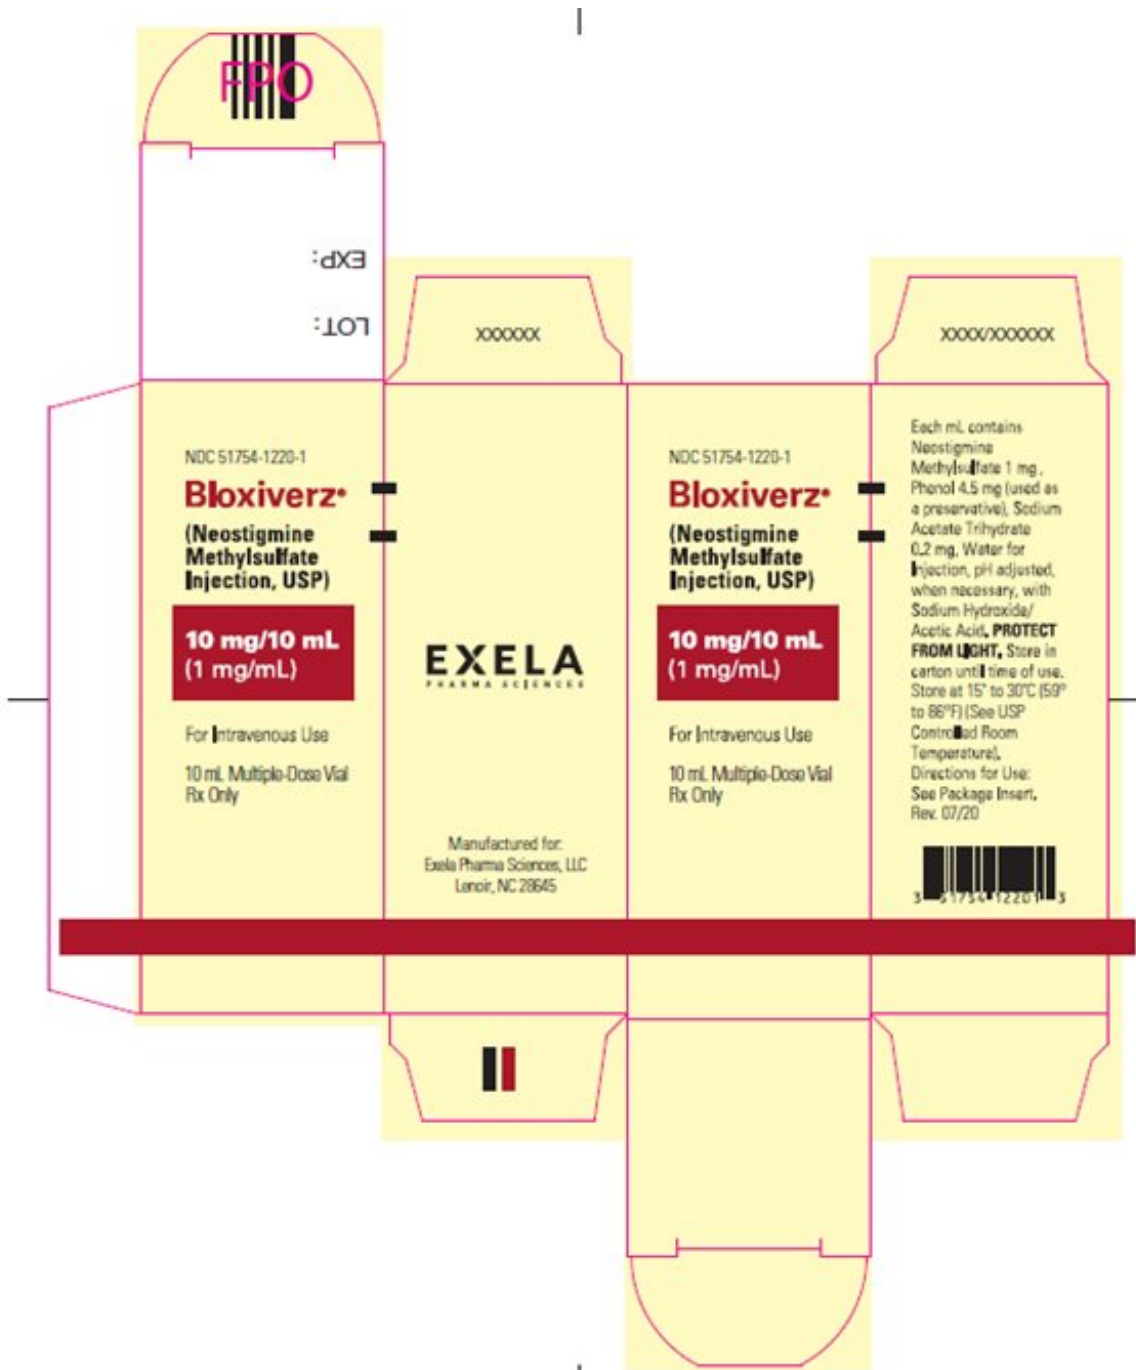 FPO
EXP:
LOT:
XXXXXX
XXXX/XXXXXX
NDC 51754-1220-1
Bloxiverz®
(Neostigmine
Methylsulfate
Injection, USP)
10 mg/10 mL
(1 mg/mL)
For Intravenous Use
10 mL Multiple-Dose Vial
Rx Only
EXELA
PHARMA SCIENCES
Manufactured for:
Exela Pharma Sciences, LLC
Lenoir, NC 28645
NDC 51754-1220-1
Bloxiverz®
(Neostigmine
Methylsulfate
Injection, USP)
10 mg/10 mL
(1 mg/mL)
For Intravenous Use
10 mL Multiple-Dose Vial
Rx Only
Each mL contains
Neostigmine
Methylsulfate 1 mg,
Phenol 4.5 mg (used as
a preservative), Sodium
Acetate Trihydrate
0.2 mg, Water for
Injection, pH adjusted,
when necessary, with
Sodium Hydroxide/
Acetic Acid. PROTECT
FROM LIGHT. Store in
carton until time of use.
Store at 15° to 30°C (59°
to 86°F) (See USP
Controlled Room
Temperature).
Directions for Use:
See Package Insert.
Rev. 07/20
3 51754 12201 3